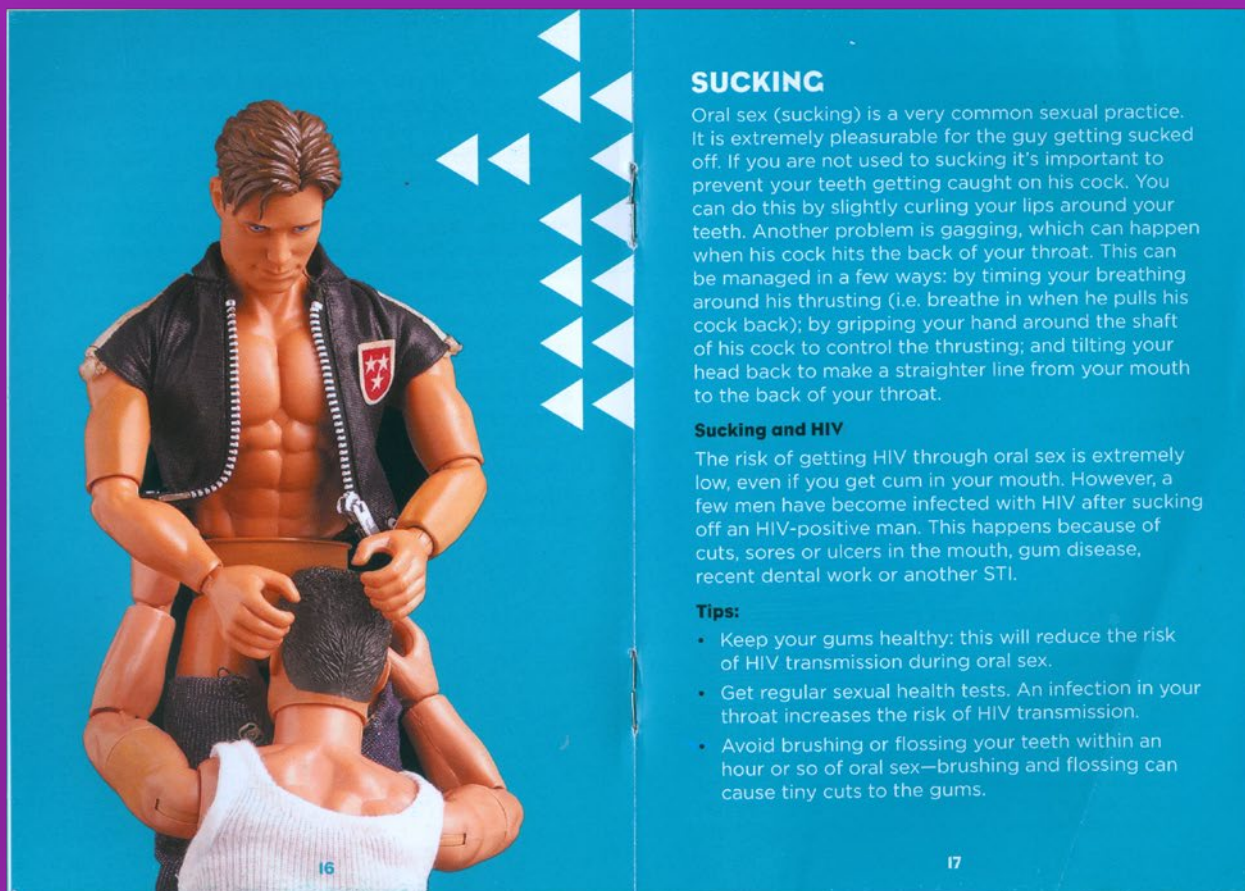 16
SUCKING
Oral sex (sucking) is a very common sexual practice.
It is extremely pleasurable for the guy getting sucked
off. If you are not used to sucking it's important to
prevent your teeth getting caught on his cock. You
can do this by slightly curling your lips around your
teeth. Another problem is gagging, which can happen
when his cock hits the back of your throat. This can
be managed in a few ways: by timing your breathing
around his thrusting (i.e. breathe in when he pulls his
cock back); by gripping your hand around the shaft
of his cock to control the thrusting; and tilting your
head back to make a straighter line from your mouth
to the back of your throat.
Sucking and HIV
The risk of getting HIV through oral sex is extremely
low, even if you get cum in your mouth. However, a
few men have become infected with HIV after sucking
off an HIV-positive man. This happens because of
cuts, sores or ulcers in the mouth, gum disease,
recent dental work or another STI.
Tips:
• Keep your gums healthy: this will reduce the risk
of HIV transmission during oral sex.
• Get regular sexual health tests. An infection in your
throat increases the risk of HIV transmission.
• Avoid brushing or flossing your teeth within an
hour or so of oral sex—brushing and flossing can
cause tiny cuts to the gums.
17